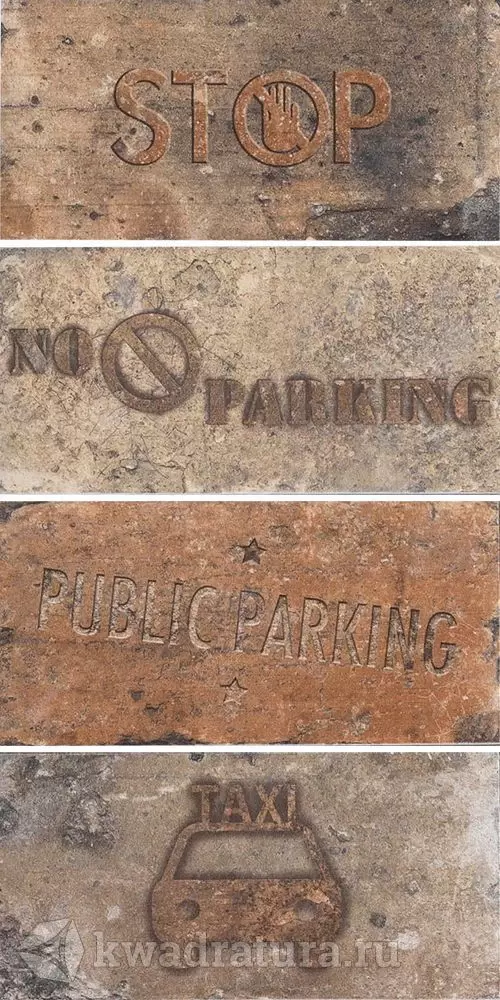 STOP
NO
PARKING
PUBLIC PARKING
TAXI
kwadratura.ru